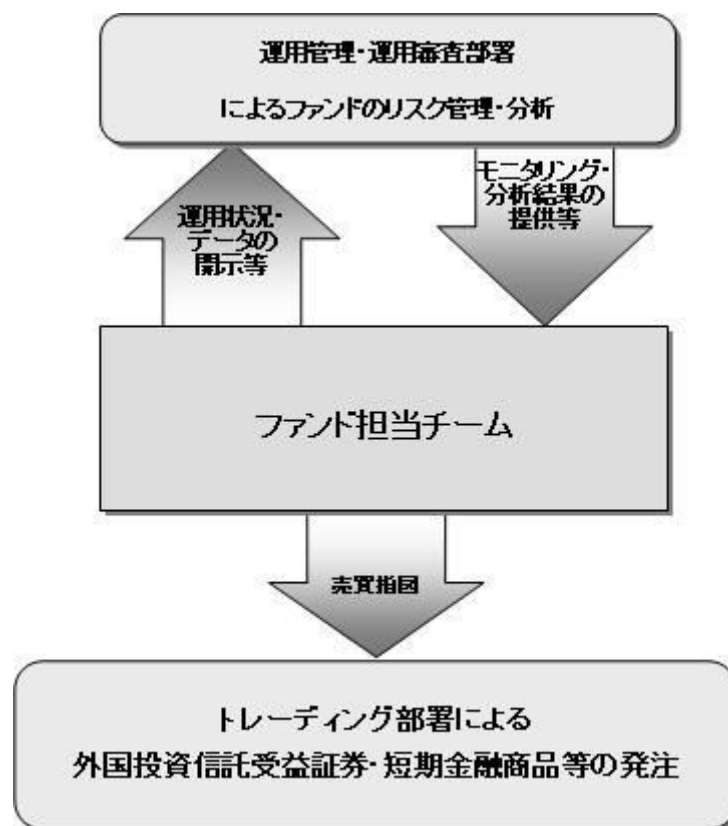 運用管理・運用審査部署
によるファンドのリスク管理・分析
運用状況・
データの
開示等
モニタリング・
分析結果の
提供等
ファンド担当チーム
売買指図
トレーディング部署による
外国投資信託受益証券・短期金融商品等の発注